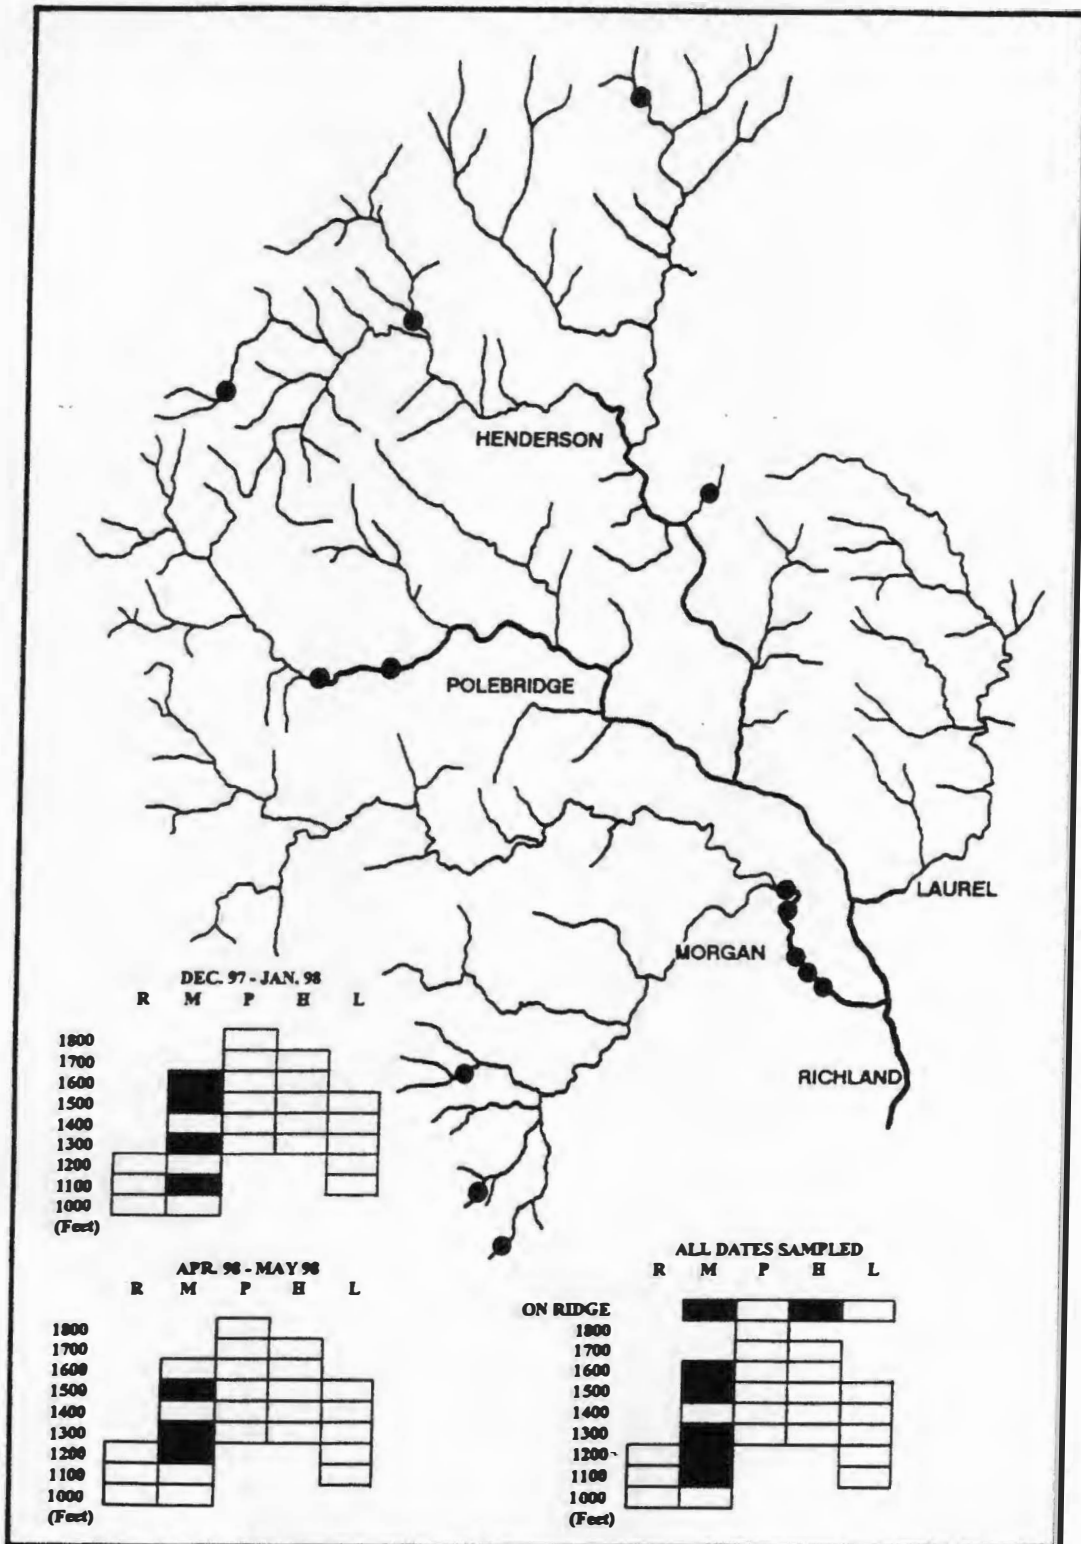 HENDERSON
POLEBRIDGE
LAUREL
MORGAN
RICHLAND
DEC. 97 - JAN. 98
R M P H L
1800
1700
1600
1500
1400
1300
1200
1100
1000
(Feet)
APR. 98 - MAY 98
R M P H L
1800
1700
1600
1500
1400
1300
1200
1100
1000
(Feet)
ALL DATES SAMPLED
R M P H L
ON RIDGE
1800
1700
1600
1500
1400
1300
1200
1100
1000
(Feet)